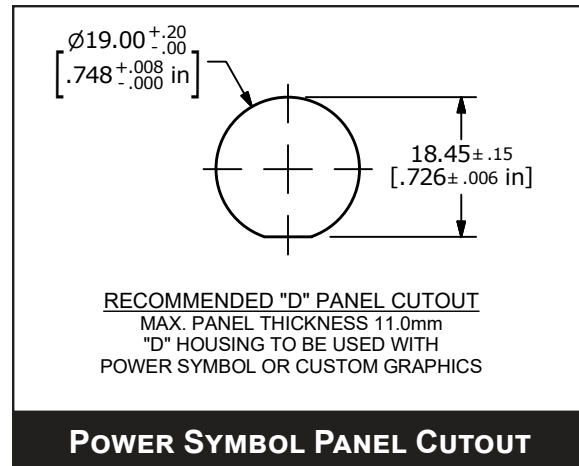 Ø19.00 +.20 -.00
[.748 +.008 -.000 in]
18.45± .15
[.726± .006 in]
RECOMMENDED "D" PANEL CUTOUT
MAX. PANEL THICKNESS 11.0mm
"D" HOUSING TO BE USED WITH
POWER SYMBOL OR CUSTOM GRAPHICS
POWER SYMBOL PANEL CUTOUT